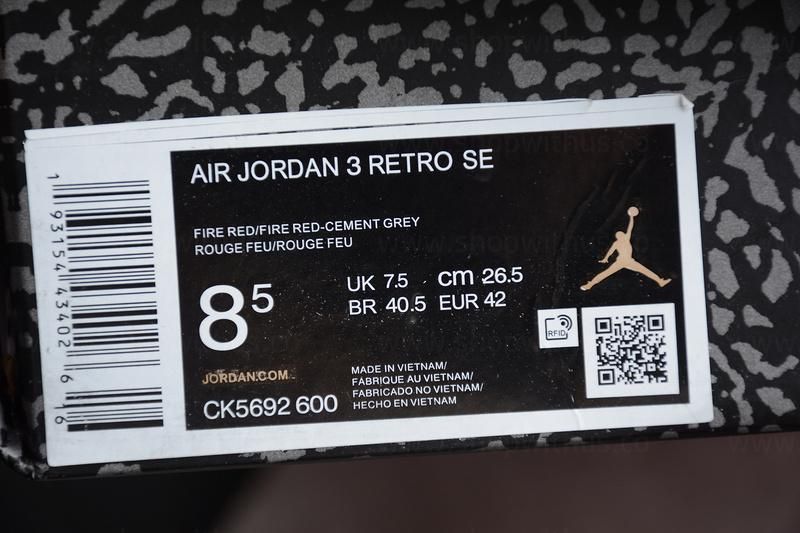 AIR JORDAN 3 RETRO SE
FIRE RED/FIRE RED-CEMENT GREY
ROUGE FEU/ROUGE FEU
8⁵
UK 7.5 cm 26.5
BR 40.5 EUR 42
RFID
JORDAN.COM
CK5692 600
MADE IN VIETNAM/
FABRIQUE AU VIETNAM/
FABRICADO NO VIETNAM/
HECHO EN VIETNAM
1 93154 43402 6 16